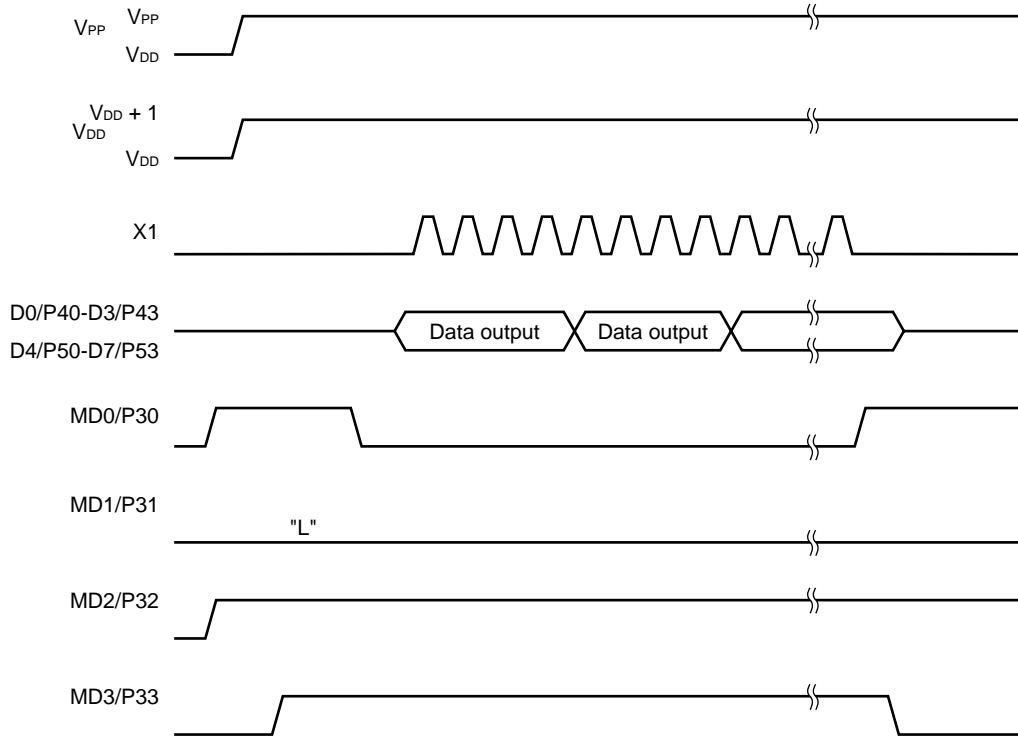 VPP VPP
VDD
VDD + 1
VDD
VDD
X1
D0/P40-D3/P43
Data output Data output
D4/P50-D7/P53
MD0/P30
MD1/P31
"L"
MD2/P32
MD3/P33